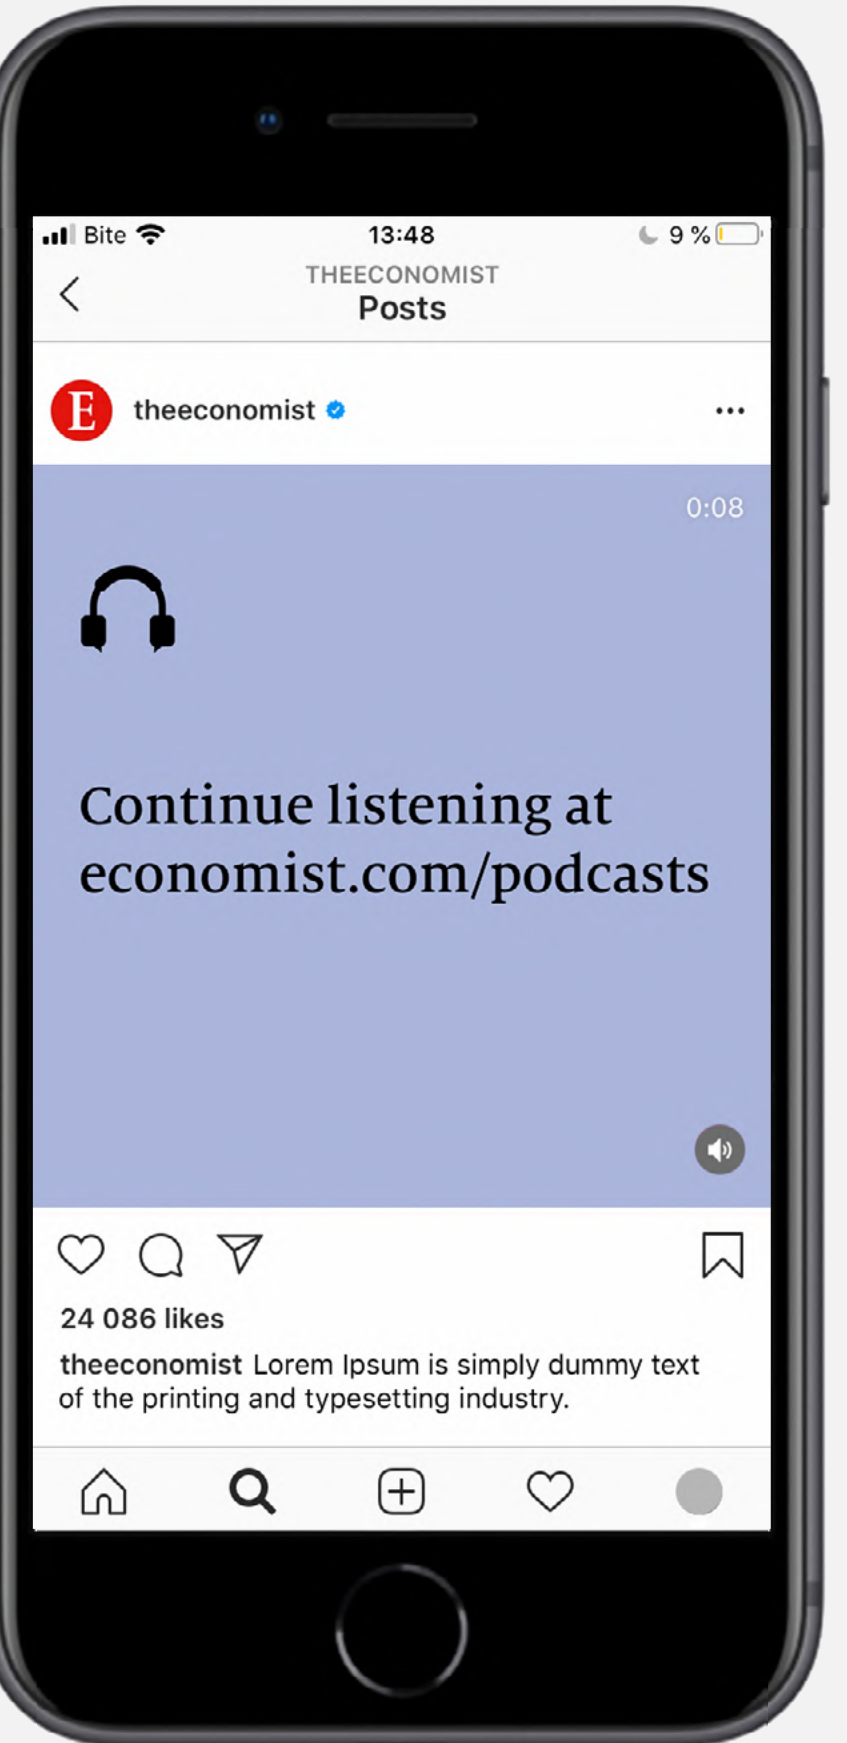 Bite 13:48 9 %
THEECONOMIST
Posts
E theeconomist
0:08
Continue listening at
economist.com/podcasts
24 086 likes
theeconomist Lorem Ipsum is simply dummy text
of the printing and typesetting industry.